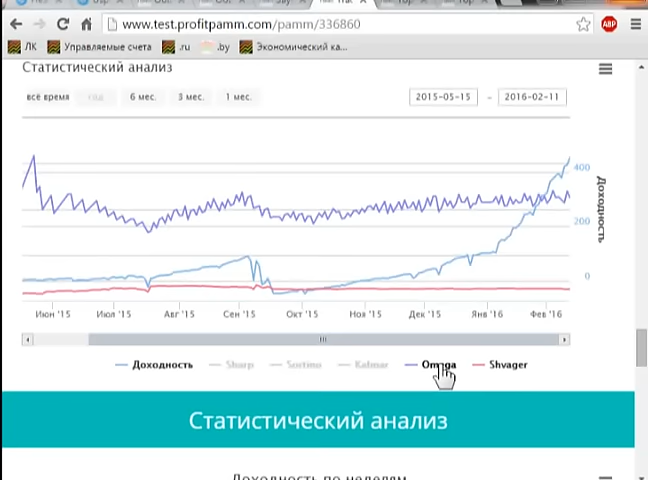 www.test.profitpamm.com/pamm/336860
ABP
ЛК Управляемые счета .ru .by Экономический ка...
Статистический анализ
всё время год 6 мес. 3 мес. 1 мес. 2015-05-15 – 2016-02-11
400
200
0
Доходность
Июн '15 Июл '15 Авг '15 Сен '15 Окт '15 Ноя '15 Дек '15 Янв '16 Фев '16
Доходность Sharp Sortino Kalmar Omega Shvager
Статистический анализ
Доходность по неделям